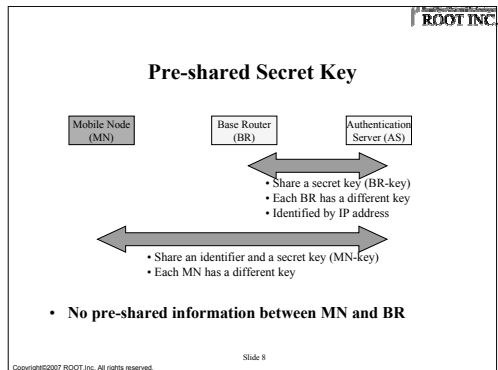 ROOT INC.
Pre-shared Secret Key
Mobile Node
(MN)
Base Router
(BR)
Authentication
Server (AS)
• Share a secret key (BR-key)
• Each BR has a different key
• Identified by IP address
• Share an identifier and a secret key (MN-key)
• Each MN has a different key
• No pre-shared information between MN and BR
Slide 8
Copyright©2007 ROOT,Inc. All rights reserved.